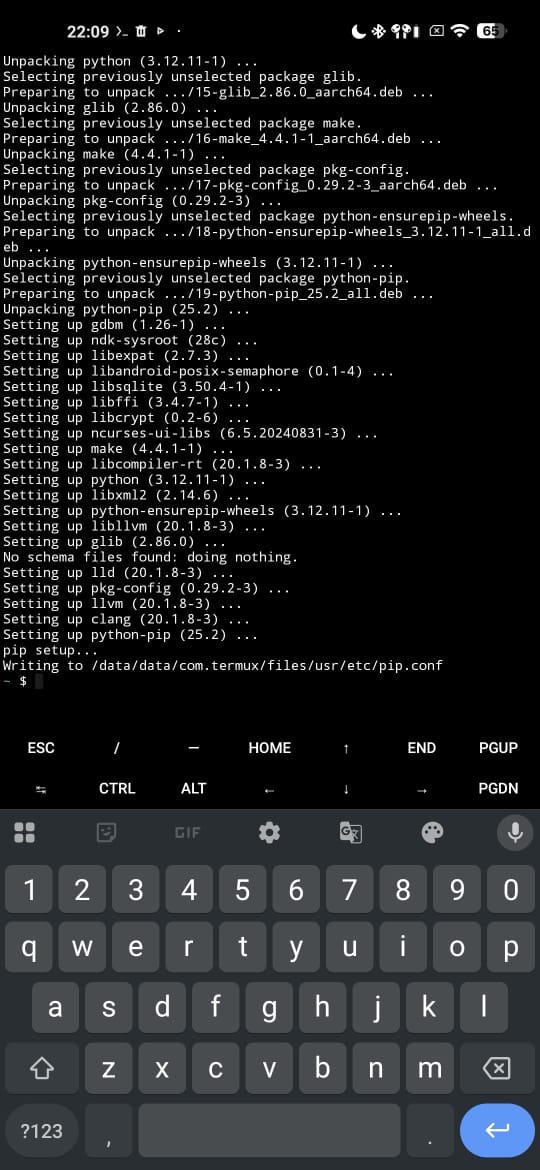 22:09 >_
65
Unpacking python (3.12.11-1) ...
Selecting previously unselected package glib.
Preparing to unpack .../15-glib_2.86.0_aarch64.deb ...
Unpacking glib (2.86.0) ...
Selecting previously unselected package make.
Preparing to unpack .../16-make_4.4.1-1_aarch64.deb ...
Unpacking make (4.4.1-1) ...
Selecting previously unselected package pkg-config.
Preparing to unpack .../17-pkg-config_0.29.2-3_aarch64.deb ...
Unpacking pkg-config (0.29.2-3) ...
Selecting previously unselected package python-ensurepip-wheels.
Preparing to unpack .../18-python-ensurepip-wheels_3.12.11-1_all.d
eb ...
Unpacking python-ensurepip-wheels (3.12.11-1) ...
Selecting previously unselected package python-pip.
Preparing to unpack .../19-python-pip_25.2_all.deb ...
Unpacking python-pip (25.2) ...
Setting up gdbm (1.26-1) ...
Setting up ndk-sysroot (28c) ...
Setting up libexpat (2.7.3) ...
Setting up libandroid-posix-semaphore (0.1-4) ...
Setting up libsqlite (3.50.4-1) ...
Setting up libffi (3.4.7-1) ...
Setting up libcrypt (0.2-6) ...
Setting up ncurses-ui-libs (6.5.20240831-3) ...
Setting up make (4.4.1-1) ...
Setting up libcompiler-rt (20.1.8-3) ...
Setting up python (3.12.11-1) ...
Setting up libxml2 (2.14.6) ...
Setting up python-ensurepip-wheels (3.12.11-1) ...
Setting up libllvm (20.1.8-3) ...
Setting up glib (2.86.0) ...
No schema files found: doing nothing.
Setting up lld (20.1.8-3) ...
Setting up pkg-config (0.29.2-3) ...
Setting up llvm (20.1.8-3) ...
Setting up clang (20.1.8-3) ...
Setting up python-pip (25.2) ...
pip setup...
Writing to /data/data/com.termux/files/usr/etc/pip.conf
~ $
ESC / — HOME ↑ END PGUP
↹ CTRL ALT ← ↓ → PGDN
GIF
1 2 3 4 5 6 7 8 9 0
q w e r t y u i o p
a s d f g h j k l
z x c v b n m
?123 , .